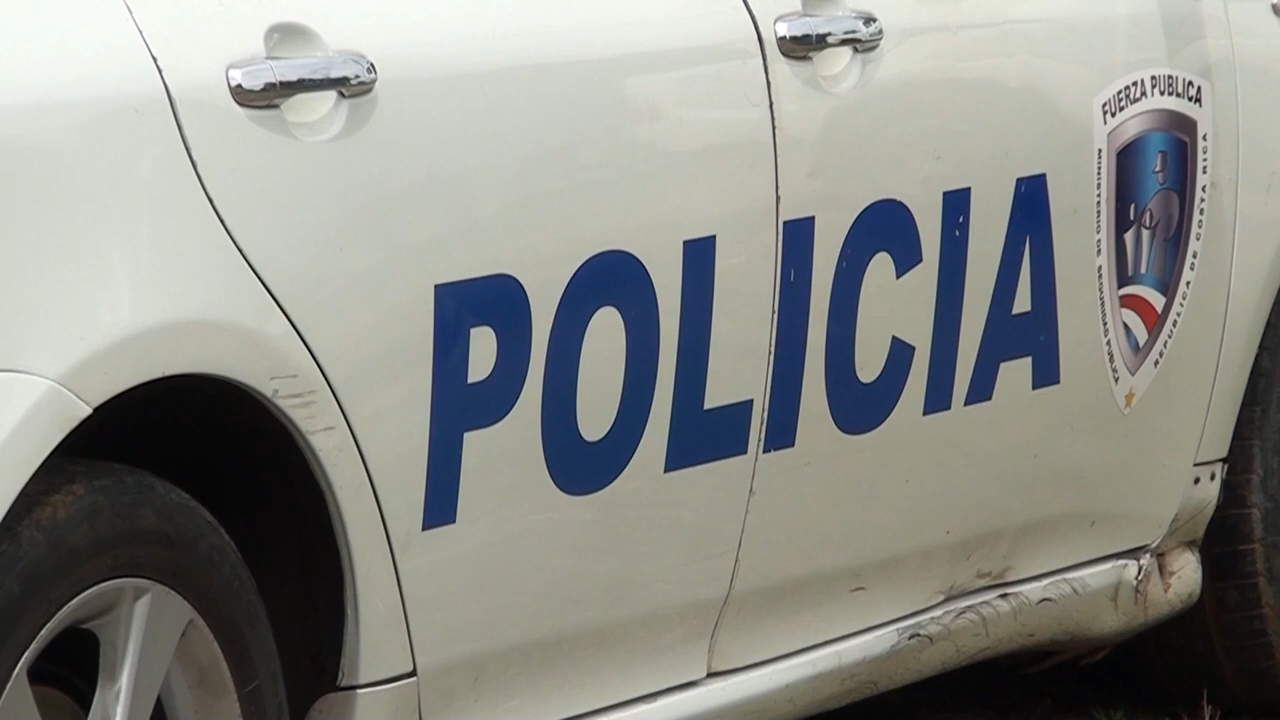 POLICIA
FUERZA PUBLICA
MINISTERIO DE SEGURIDAD PUBLICA
REPUBLICA DE COSTA RICA